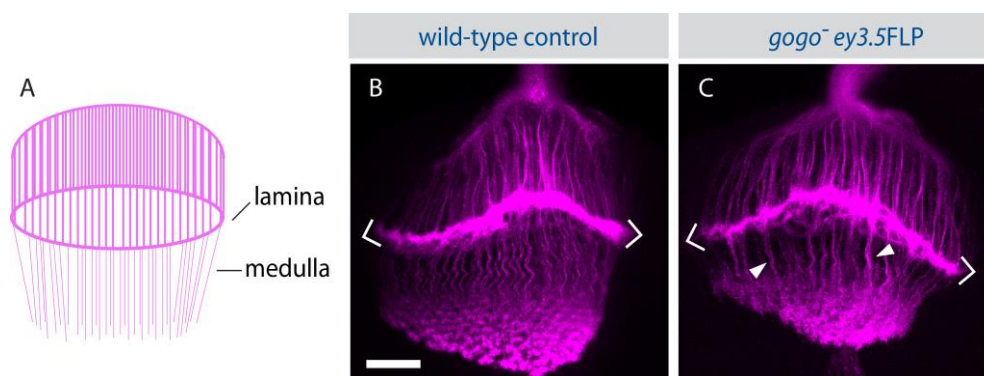 wild-type control
gogo⁻ ey3.5FLP
A
B
C
lamina
medulla